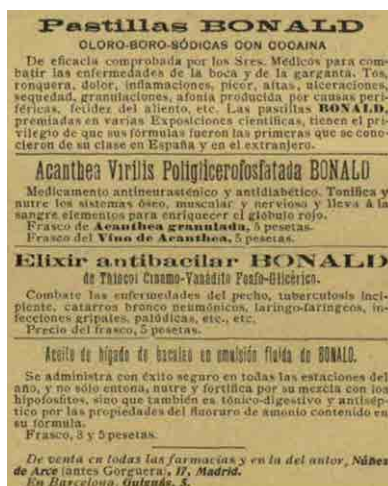 Pastillas BONALD
CLORO-BORO-SÓDICAS CON COCAINA
De eficacia comprobada por los Sres. Médicos para com-
batir las enfermedades de la boca y de la garganta. Tos,
ronquera, dolor, inflamaciones, picor, aftas, ulceraciones,
sequedad, granulaciones, afonía producida por causas peri-
féricas, fetidez del aliento, etc. Las pastillas BONALD,
premiadas en varias Exposiciones científicas, tienen el pri-
vilegio de que sus fórmulas fueron las primeras que se cono-
cieron de su clase en España y en el extranjero.
Acanthea Virilis Poliglicerofosfatada BONALD
Medicamento antineurasténico y antidiabético. Tonifica y
nutre los sistemas óseo, muscular y nervioso y lleva á la
sangre elementos para enriquecer el glóbulo rojo.
Frasco de Acanthea granulada, 5 pesetas.
Frasco del Vino de Acanthea, 5 pesetas.
Elixir antibacilar BONALD
de Thiocol Cinamo-Vanádito Fosfo-Glicérico.
Combate las enfermedades del pecho, tuberculosis inci-
piente, catarros bronco neumónicos, laringo-faríngeos, in-
fecciones gripales, palúdicas, etc., etc.
Precio del frasco, 5 pesetas.
Aceite de hígado de bacalao en emulsión fluida de BONALD.
Se administra con éxito seguro en todas las estaciones del
año, y no sólo entona, nutre y fortifica por su mezcla con los
hipofosfitos, sino que también es tónico-digestivo y antisép-
tico por las propiedades del fluoruro de amonio contenido en
su fórmula.
Frasco, 3 y 5 pesetas.
De venta en todas las farmacias y en la del autor, Núñez
de Arce (antes Gorguera), 17, Madrid.
En Barcelona, Guignás, 5.